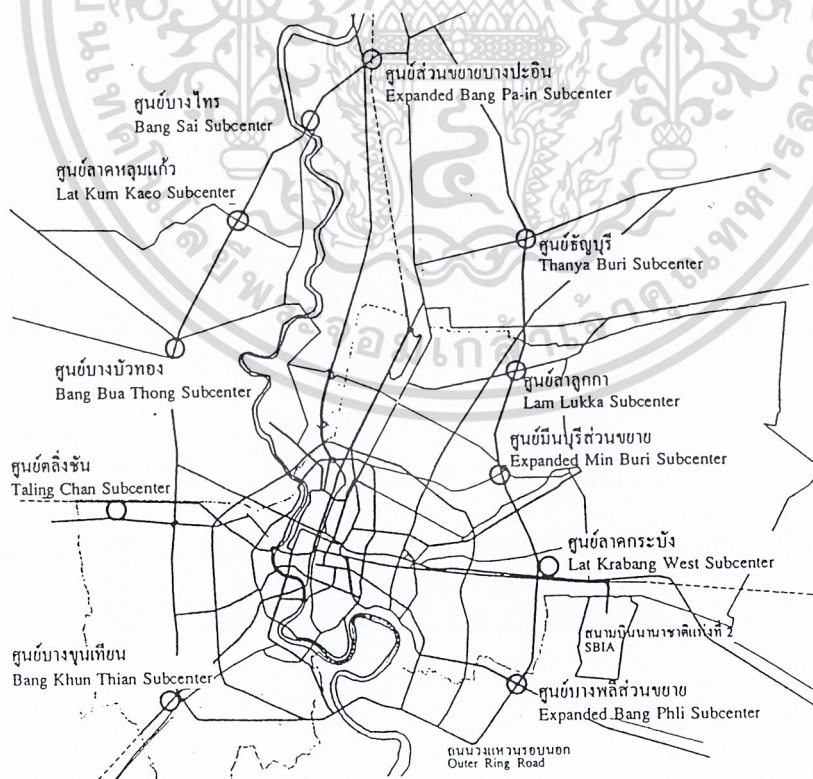 ศูนย์ส่วนขยายบางปะอิน
Expanded Bang Pa-in Subcenter
ศูนย์บางไทร
Bang Sai Subcenter
ศูนย์ลาดหลุมแก้ว
Lat Kum Kaeo Subcenter
ศูนย์ธัญบุรี
Thanya Buri Subcenter
ศูนย์บางบัวทอง
Bang Bua Thong Subcenter
ศูนย์ลำลูกกา
Lam Lukka Subcenter
ศูนย์มีนบุรีส่วนขยาย
Expanded Min Buri Subcenter
ศูนย์ตลิ่งชัน
Taling Chan Subcenter
ศูนย์ลาดกระบัง
Lat Krabang West Subcenter
สนามบินนานาชาติแห่งที่ 2
SBIA
ศูนย์บางขุนเทียน
Bang Khun Thian Subcenter
ศูนย์บางพลีส่วนขยาย
Expanded Bang Phli Subcenter
ถนนวงแหวนรอบนอก
Outer Ring Road